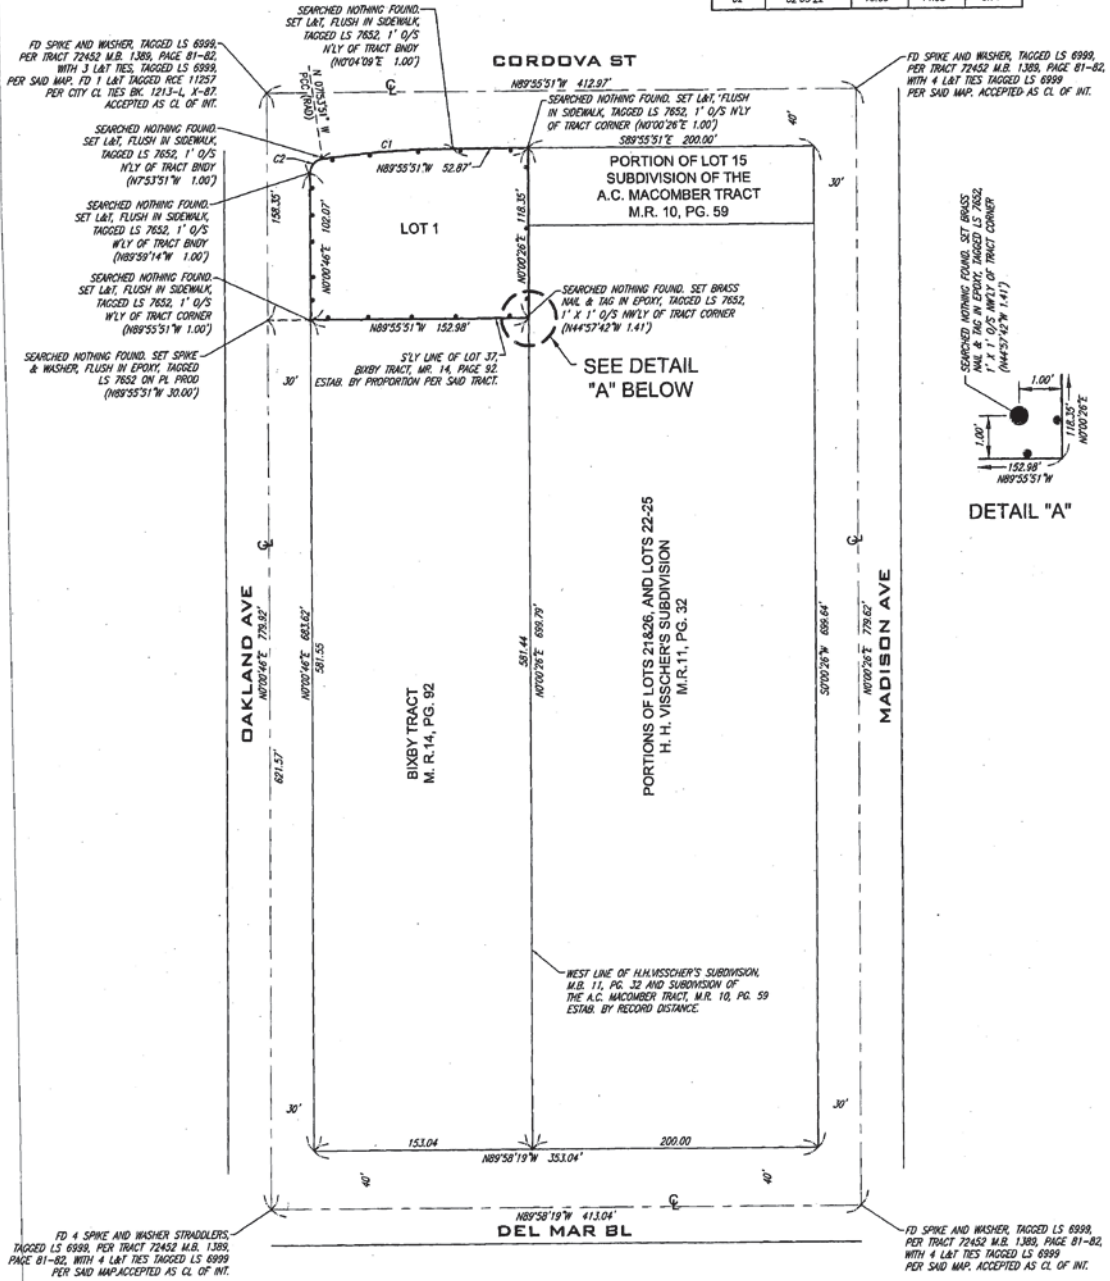 SEARCHED NOTHING FOUND.
SET L&T, FLUSH IN SIDEWALK,
TAGGED LS 7652, 1' O/S
N'LY OF TRACT BNDY
(N0°04'09"E 1.00')
FD SPIKE AND WASHER, TAGGED LS 6999,
PER TRACT 72452 M.B. 1389, PAGE 81-82,
WITH 3 L&T TIES, TAGGED LS 6999,
PER SAID MAP. FD 1 L&T TAGGED RCE 11257
PER CITY CL TIES BK. 1213-L, X-87.
ACCEPTED AS CL OF INT.
CORDOVA ST
N89°55'51"W 412.97'
FD SPIKE AND WASHER, TAGGED LS 6999,
PER TRACT 72452 M.B. 1389, PAGE 81-82,
WITH 4 L&T TIES TAGGED LS 6999
PER SAID MAP. ACCEPTED AS CL OF INT.
N 07°53'51" W
PCC (RAD)
SEARCHED NOTHING FOUND. SET L&T, FLUSH
IN SIDEWALK, TAGGED LS 7652, 1' O/S N'LY
OF TRACT CORNER (N0°00'26"E 1.00')
S89°55'51"E 200.00'
40'
30'
SEARCHED NOTHING FOUND.
SET L&T, FLUSH IN SIDEWALK,
TAGGED LS 7652, 1' O/S
N'LY OF TRACT BNDY
(N7°53'51"W 1.00')
C2
C1
N89°55'51"W 52.87'
PORTION OF LOT 15
SUBDIVISION OF THE
A.C. MACOMBER TRACT
M.R. 10, PG. 59
SEARCHED NOTHING FOUND.
SET L&T, FLUSH IN SIDEWALK,
TAGGED LS 7652, 1' O/S
W'LY OF TRACT BNDY
(N89°59'14"W 1.00')
158.35'
N0°00'46"E 102.07'
LOT 1
N0°00'26"E 118.35'
SEARCHED NOTHING FOUND.
SET L&T, FLUSH IN SIDEWALK,
TAGGED LS 7652, 1' O/S
W'LY OF TRACT CORNER
(N89°55'51"W 1.00')
SEARCHED NOTHING FOUND. SET BRASS
NAIL & TAG IN EPOXY, TAGGED LS 7652,
1' X 1' O/S NW'LY OF TRACT CORNER
(N44°57'42"W 1.41')
N89°55'51"W 152.98'
SEARCHED NOTHING FOUND. SET SPIKE
& WASHER, FLUSH IN EPOXY, TAGGED
LS 7652 ON PL PROD
(N89°55'51"W 30.00')
30'
S'LY LINE OF LOT 37,
BIXBY TRACT, MR. 14, PAGE 92.
ESTAB. BY PROPORTION PER SAID TRACT.
SEE DETAIL
"A" BELOW
SEARCHED NOTHING FOUND. SET BRASS
NAIL & TAG IN EPOXY, TAGGED LS 7652,
1' X 1' O/S NW'LY OF TRACT CORNER
(N44°57'42"W 1.41')
1.00'
1.00'
118.35'
N0°00'26"E
152.98'
N89°55'51"W
DETAIL "A"
OAKLAND AVE
N0°00'46"E 779.92'
621.57'
N0°00'46"E 683.62'
581.55
BIXBY TRACT
M. R.14, PG. 92
581.44
N0°00'26"E 699.79'
PORTIONS OF LOTS 21&26, AND LOTS 22-25
H. H. VISSCHER'S SUBDIVISION
M.R.11, PG. 32
S0°00'26"W 699.64'
N0°00'26"E 779.62'
MADISON AVE
WEST LINE OF H.H.VISSCHER'S SUBDIVISION,
M.B. 11, PG. 32 AND SUBDIVISION OF
THE A.C. MACOMBER TRACT, M.R. 10, PG. 59
ESTAB. BY RECORD DISTANCE.
30'
30'
153.04
200.00
N89°58'19"W 353.04'
40'
40'
N89°58'19"W 413.04'
DEL MAR BL
FD 4 SPIKE AND WASHER STRADDLERS,
TAGGED LS 6999, PER TRACT 72452 M.B. 1389,
PAGE 81-82, WITH 4 L&T TIES TAGGED LS 6999
PER SAID MAP.ACCEPTED AS CL OF INT.
FD SPIKE AND WASHER, TAGGED LS 6999,
PER TRACT 72452 M.B. 1389, PAGE 81-82,
WITH 4 L&T TIES TAGGED LS 6999
PER SAID MAP. ACCEPTED AS CL OF INT.